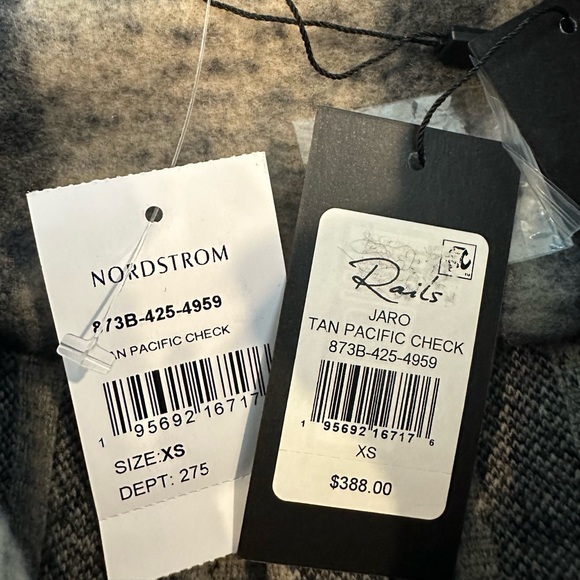 NORDSTROM
873B-425-4959
TAN PACIFIC CHECK
1 95692 16717
SIZE:XS
DEPT: 275
Rails
JARO
TAN PACIFIC CHECK
873B-425-4959
1 95692 16717 6
XS
$388.00